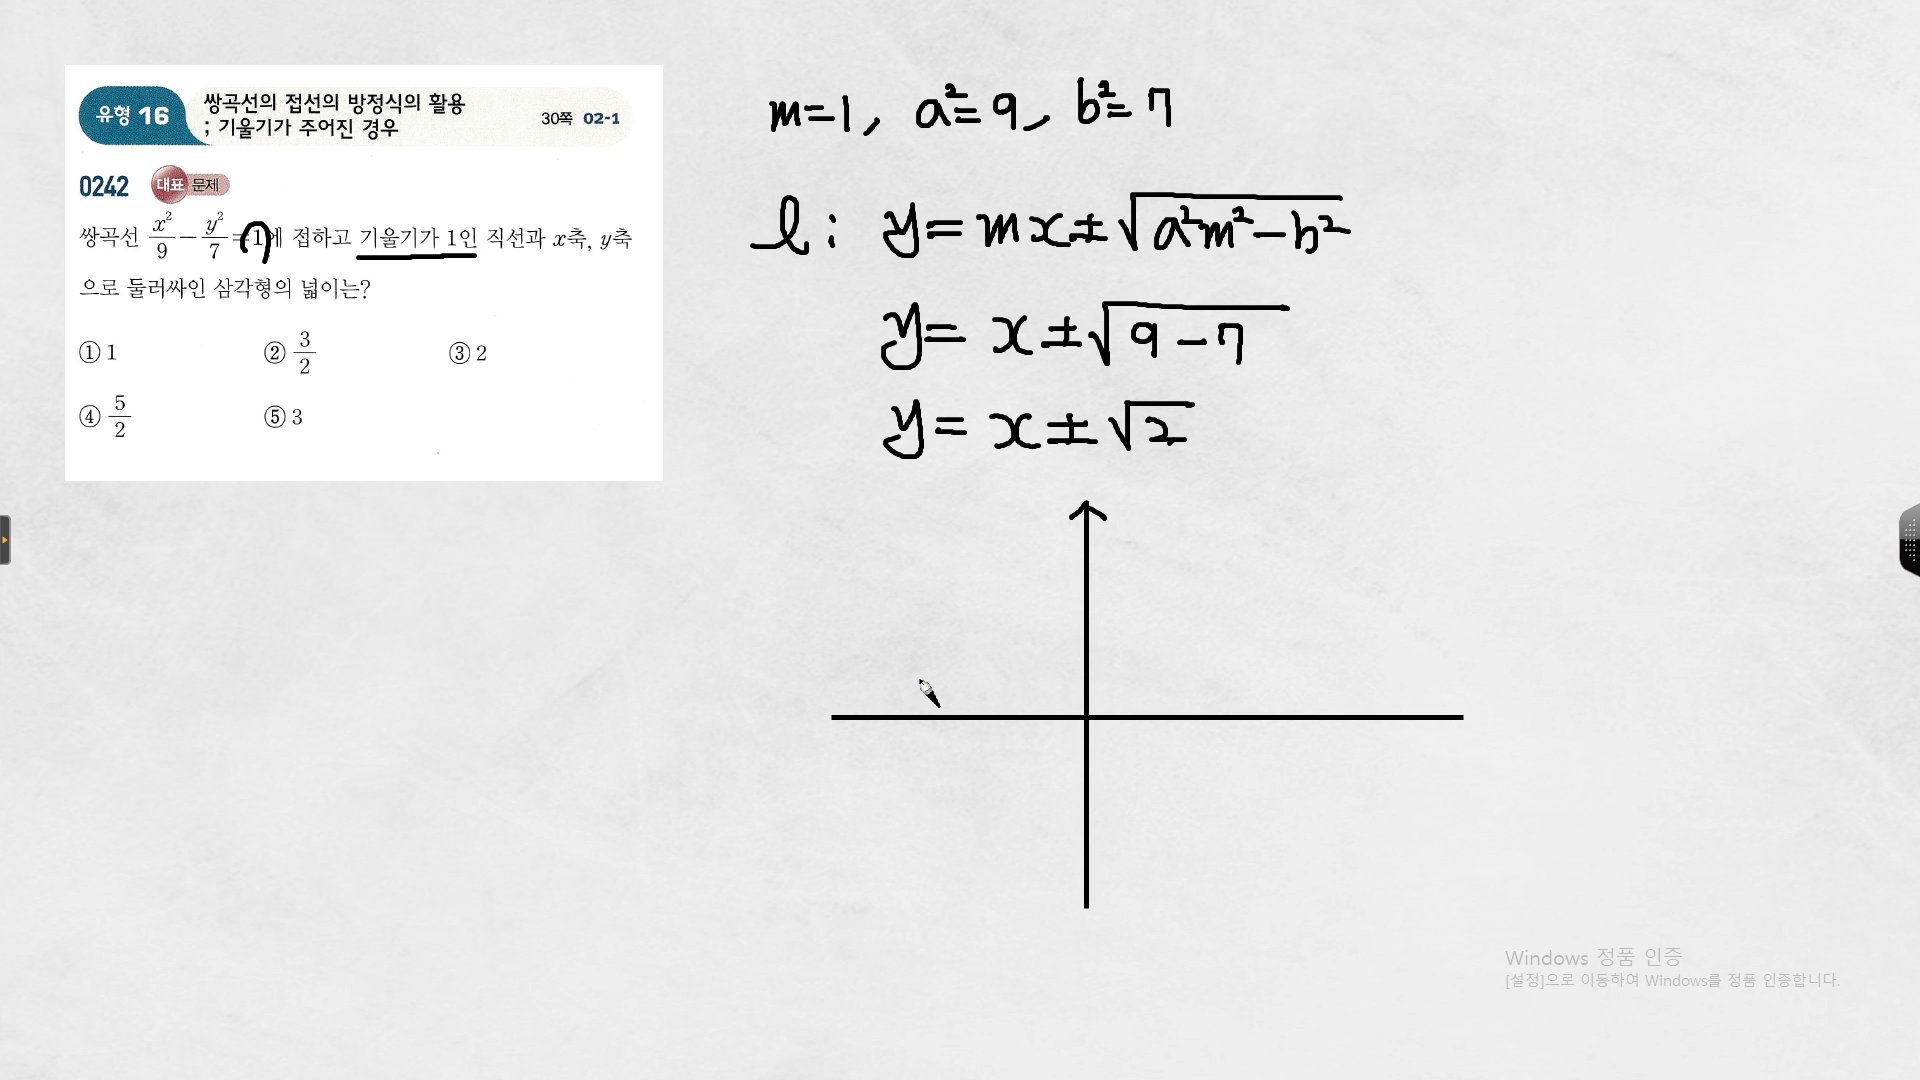 유형 16 쌍곡선의 접선의 방정식의 활용
; 기울기가 주어진 경우
30쪽 02-1
0242 대표 문제
쌍곡선 x²/9 − y²/7 = 1에 접하고 기울기가 1인 직선과 x축, y축
으로 둘러싸인 삼각형의 넓이는?
① 1 ② 3/2 ③ 2
④ 5/2 ⑤ 3
m=1, a²=9, b²=7
l: y=mx±√(a²m²−b²)
y= x±√(9−7)
y= x±√2
Windows 정품 인증
[설정]으로 이동하여 Windows를 정품 인증합니다.